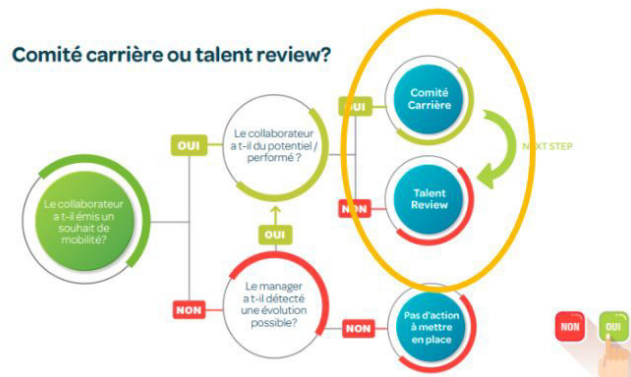 Comité carrière ou talent review?
OUI
Comité
Carrière
OUI
Le collaborateur
a t-il du potentiel /
performé ?
NEXT STEP
Le collaborateur
a t-il émis un
souhait de
mobilité?
NON
Talent
Review
OUI
NON
Le manager
a t-il détecté
une évolution
possible?
NON
Pas d'action
à mettre
en place
NON
OUI